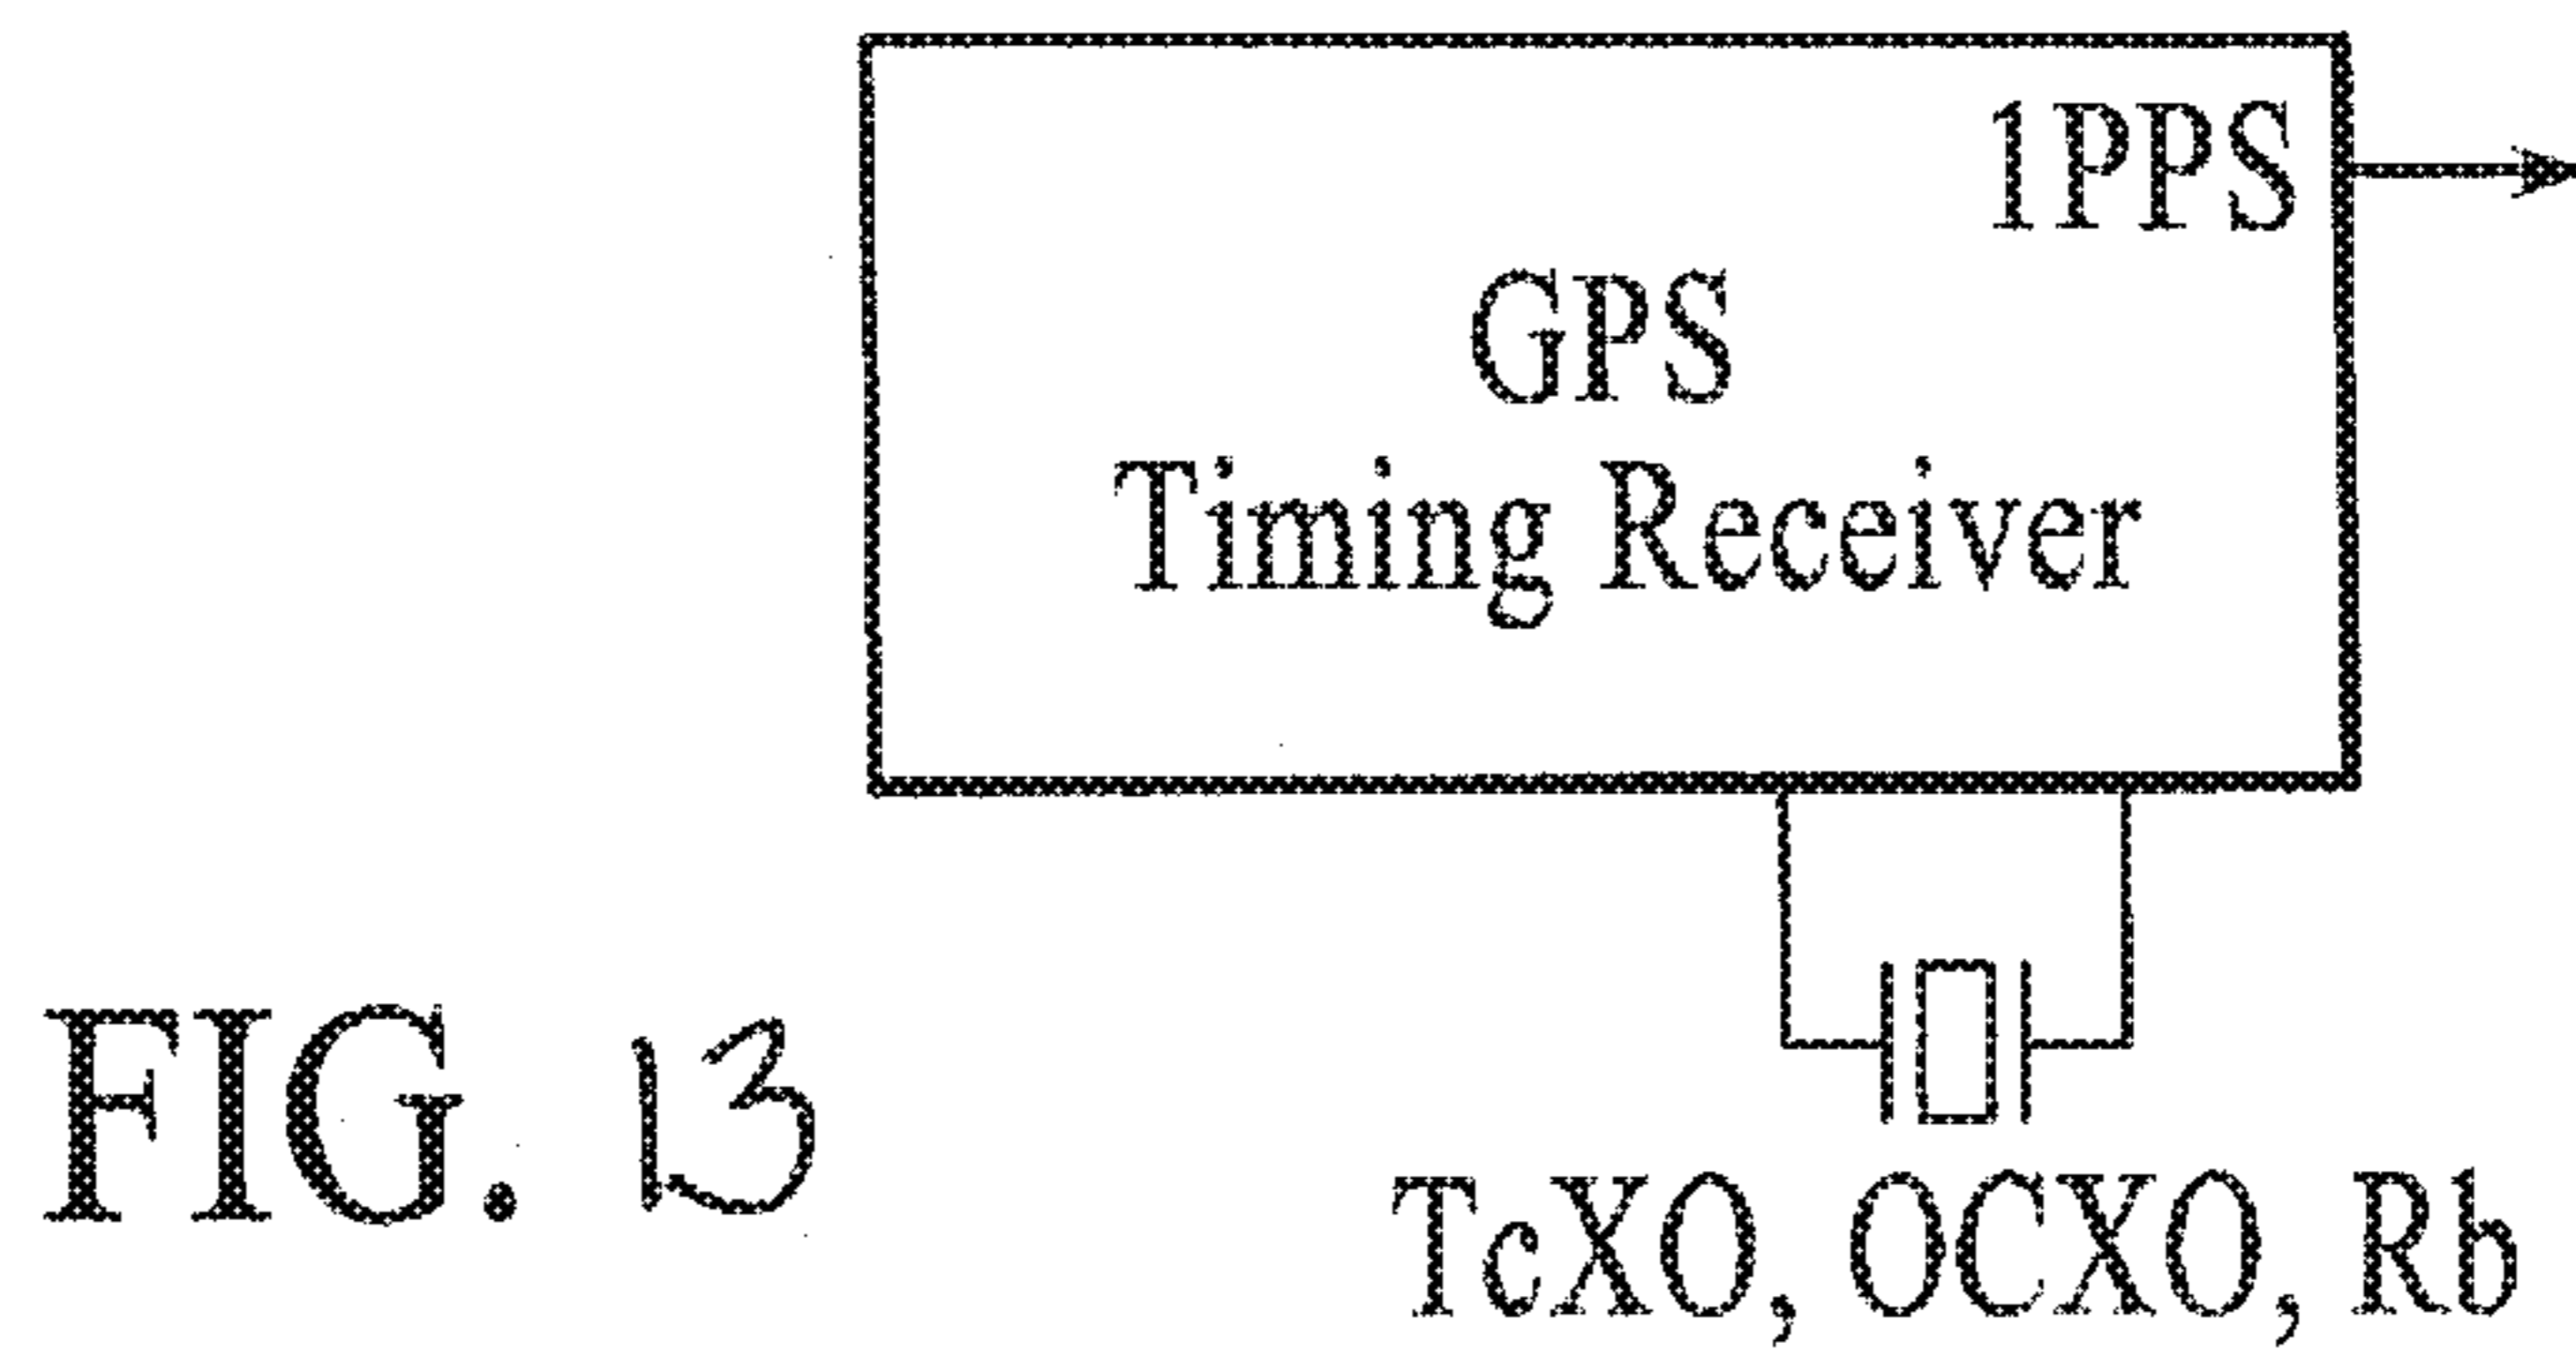 1PPS
GPS
Timing Receiver
FIG. 13
TcXO, OCXO, Rb